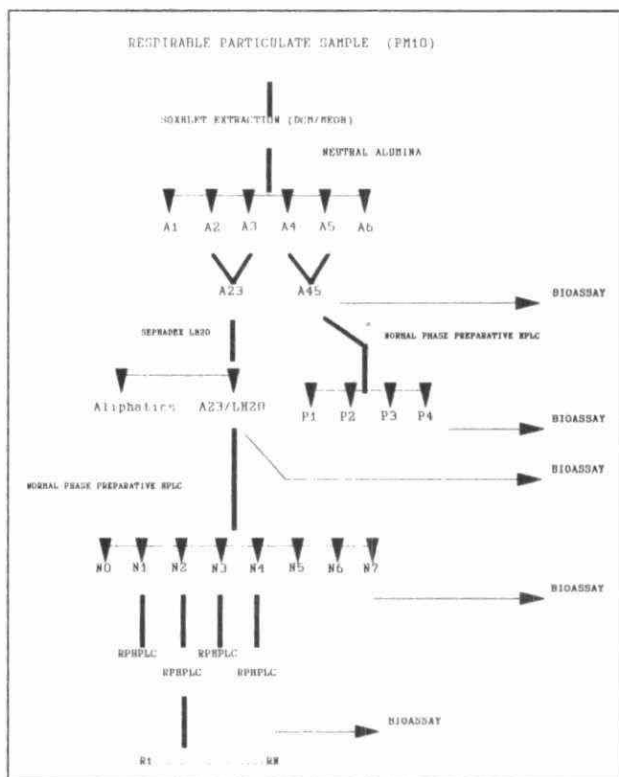 RESPIRABLE PARTICULATE SAMPLE (PM10)
SOXHLET EXTRACTION (DCM/MEOH)
NEUTRAL ALUMINA
A1 A2 A3 A4 A5 A6
A23 A45
BIOASSAY
SEPHADEX LH20
NORMAL PHASE PREPARATIVE HPLC
Aliphatics A23/LH20
P1 P2 P3 P4
BIOASSAY
BIOASSAY
NORMAL PHASE PREPARATIVE HPLC
N0 N1 N2 N3 N4 N5 N6 N7
BIOASSAY
RPHPLC RPHPLC
RPHPLC RPHPLC
BIOASSAY
R1 RN